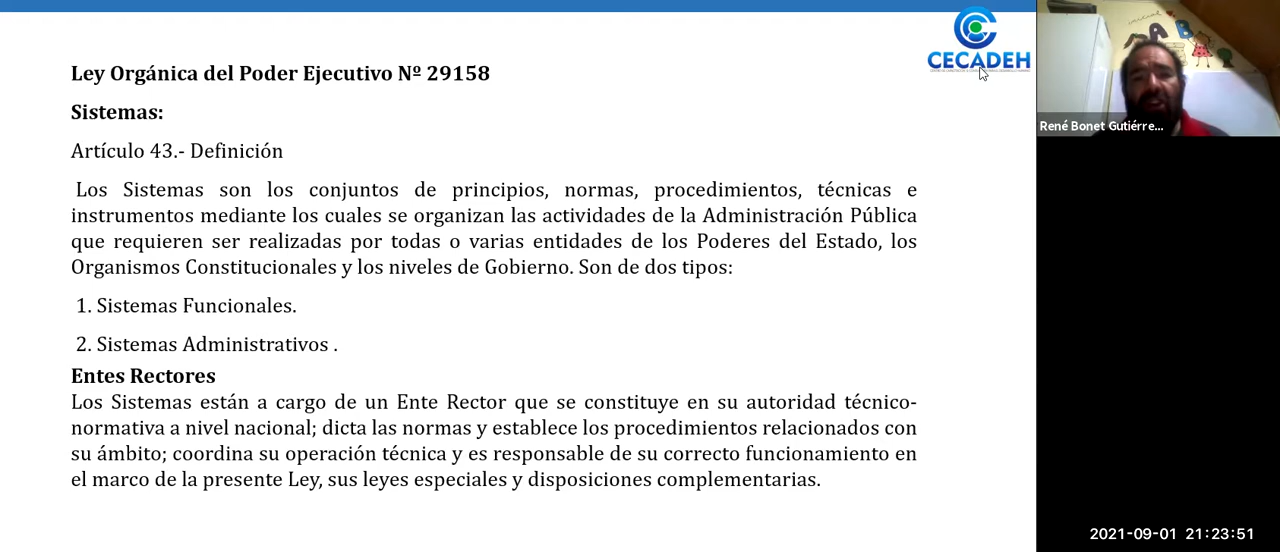 CECADEH
Ley Orgánica del Poder Ejecutivo Nº 29158
Sistemas:
Artículo 43.- Definición
Los Sistemas son los conjuntos de principios, normas, procedimientos, técnicas e
instrumentos mediante los cuales se organizan las actividades de la Administración Pública
que requieren ser realizadas por todas o varias entidades de los Poderes del Estado, los
Organismos Constitucionales y los niveles de Gobierno. Son de dos tipos:
1. Sistemas Funcionales.
2. Sistemas Administrativos .
Entes Rectores
Los Sistemas están a cargo de un Ente Rector que se constituye en su autoridad técnico-
normativa a nivel nacional; dicta las normas y establece los procedimientos relacionados con
su ámbito; coordina su operación técnica y es responsable de su correcto funcionamiento en
el marco de la presente Ley, sus leyes especiales y disposiciones complementarias.
René Bonet Gutiérre...
2021-09-01 21:23:51